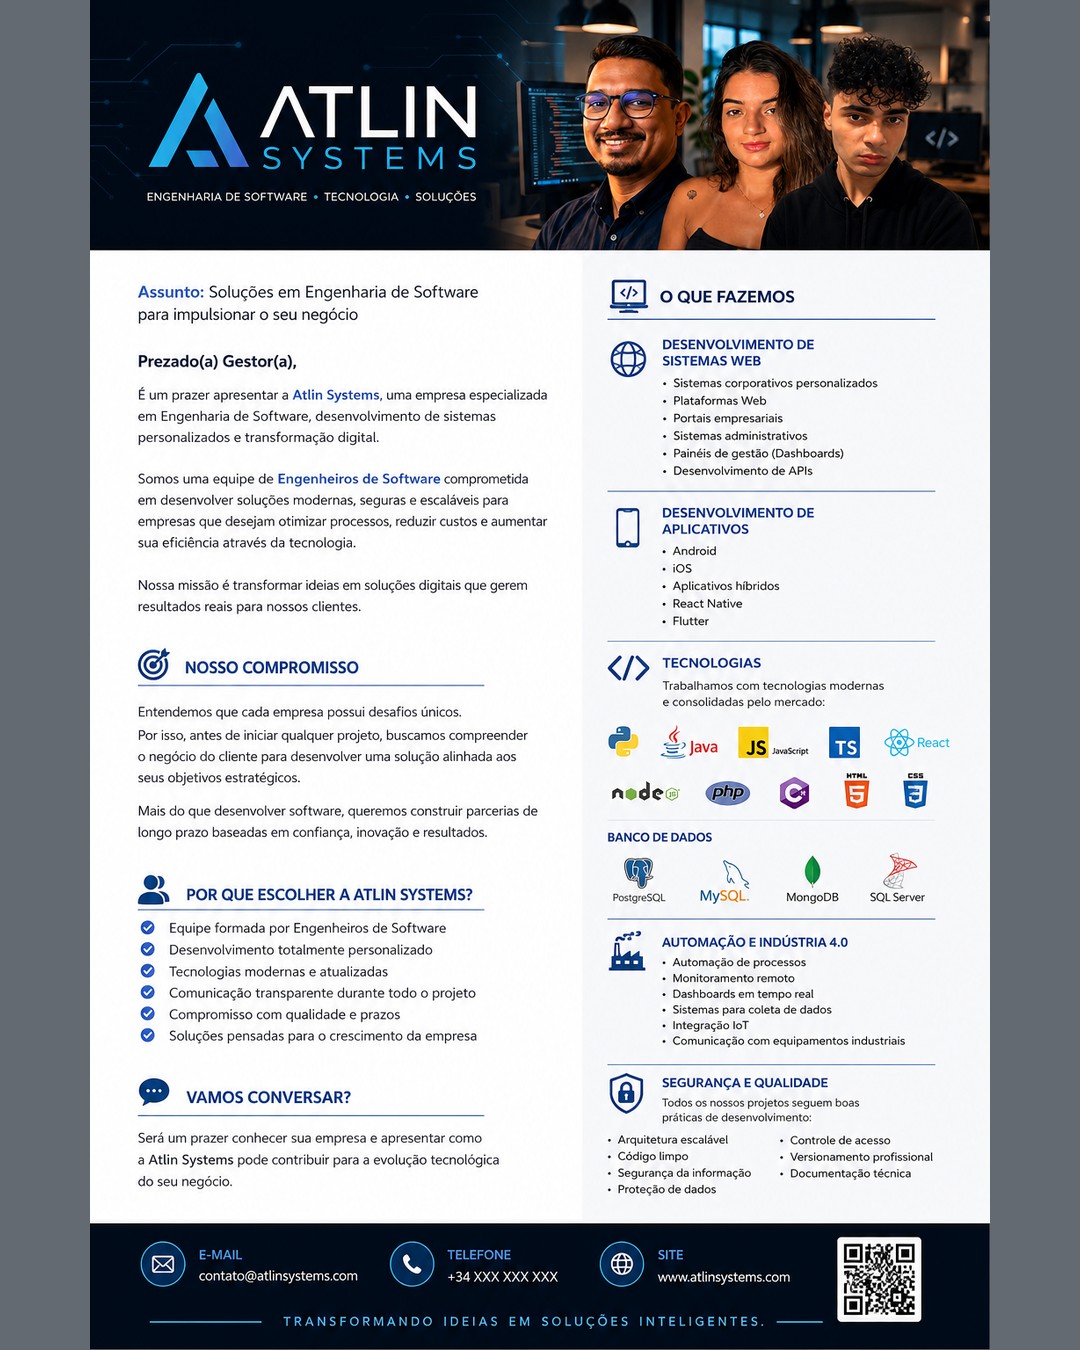 ATLIN
SYSTEMS
ENGENHARIA DE SOFTWARE • TECNOLOGIA • SOLUÇÕES
</>
Assunto: Soluções em Engenharia de Software
para impulsionar o seu negócio
Prezado(a) Gestor(a),
É um prazer apresentar a Atlin Systems, uma empresa especializada
em Engenharia de Software, desenvolvimento de sistemas
personalizados e transformação digital.
Somos uma equipe de Engenheiros de Software comprometida
em desenvolver soluções modernas, seguras e escaláveis para
empresas que desejam otimizar processos, reduzir custos e aumentar
sua eficiência através da tecnologia.
Nossa missão é transformar ideias em soluções digitais que gerem
resultados reais para nossos clientes.
NOSSO COMPROMISSO
Entendemos que cada empresa possui desafios únicos.
Por isso, antes de iniciar qualquer projeto, buscamos compreender
o negócio do cliente para desenvolver uma solução alinhada aos
seus objetivos estratégicos.
Mais do que desenvolver software, queremos construir parcerias de
longo prazo baseadas em confiança, inovação e resultados.
POR QUE ESCOLHER A ATLIN SYSTEMS?
Equipe formada por Engenheiros de Software
Desenvolvimento totalmente personalizado
Tecnologias modernas e atualizadas
Comunicação transparente durante todo o projeto
Compromisso com qualidade e prazos
Soluções pensadas para o crescimento da empresa
VAMOS CONVERSAR?
Será um prazer conhecer sua empresa e apresentar como
a Atlin Systems pode contribuir para a evolução tecnológica
do seu negócio.
</>
O QUE FAZEMOS
DESENVOLVIMENTO DE
SISTEMAS WEB
• Sistemas corporativos personalizados
• Plataformas Web
• Portais empresariais
• Sistemas administrativos
• Painéis de gestão (Dashboards)
• Desenvolvimento de APIs
DESENVOLVIMENTO DE
APLICATIVOS
• Android
• iOS
• Aplicativos híbridos
• React Native
• Flutter
</>
TECNOLOGIAS
Trabalhamos com tecnologias modernas
e consolidadas pelo mercado:
Java
JS JavaScript
TS
React
node JS
php
C
HTML
5
CSS
3
BANCO DE DADOS
PostgreSQL
MySQL.
MongoDB
SQL Server
AUTOMAÇÃO E INDÚSTRIA 4.0
• Automação de processos
• Monitoramento remoto
• Dashboards em tempo real
• Sistemas para coleta de dados
• Integração IoT
• Comunicação com equipamentos industriais
SEGURANÇA E QUALIDADE
Todos os nossos projetos seguem boas
práticas de desenvolvimento:
• Arquitetura escalável
• Código limpo
• Segurança da informação
• Proteção de dados
• Controle de acesso
• Versionamento profissional
• Documentação técnica
E-MAIL
contato@atlinsystems.com
TELEFONE
+34 XXX XXX XXX
SITE
www.atlinsystems.com
TRANSFORMANDO IDEIAS EM SOLUÇÕES INTELIGENTES.